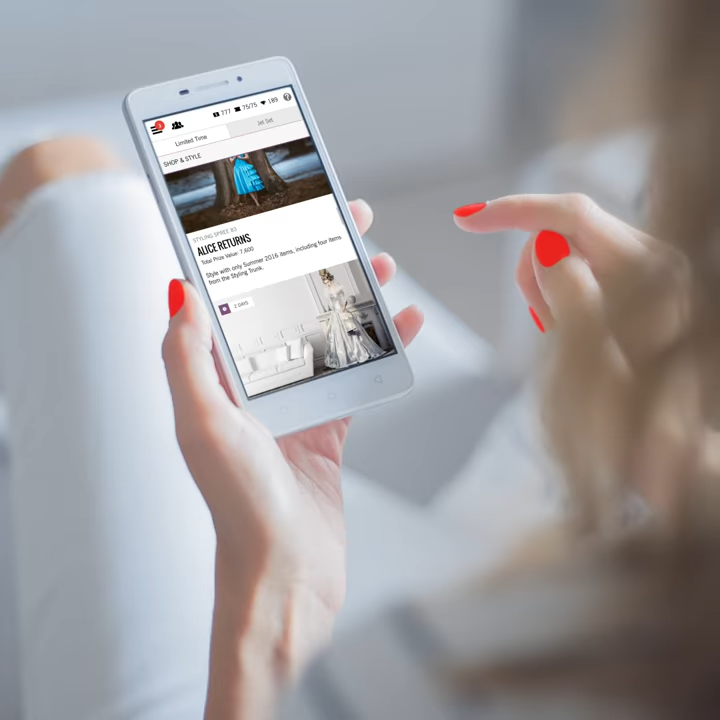 777 75/75 189 ?
Limited Time Jet Set
SHOP & STYLE
STYLING SPREE 83
ALICE RETURNS
Total Prize Value: 7,600
Style with only Summer 2016 items, including four items
from the Styling Trunk.
2 DAYS